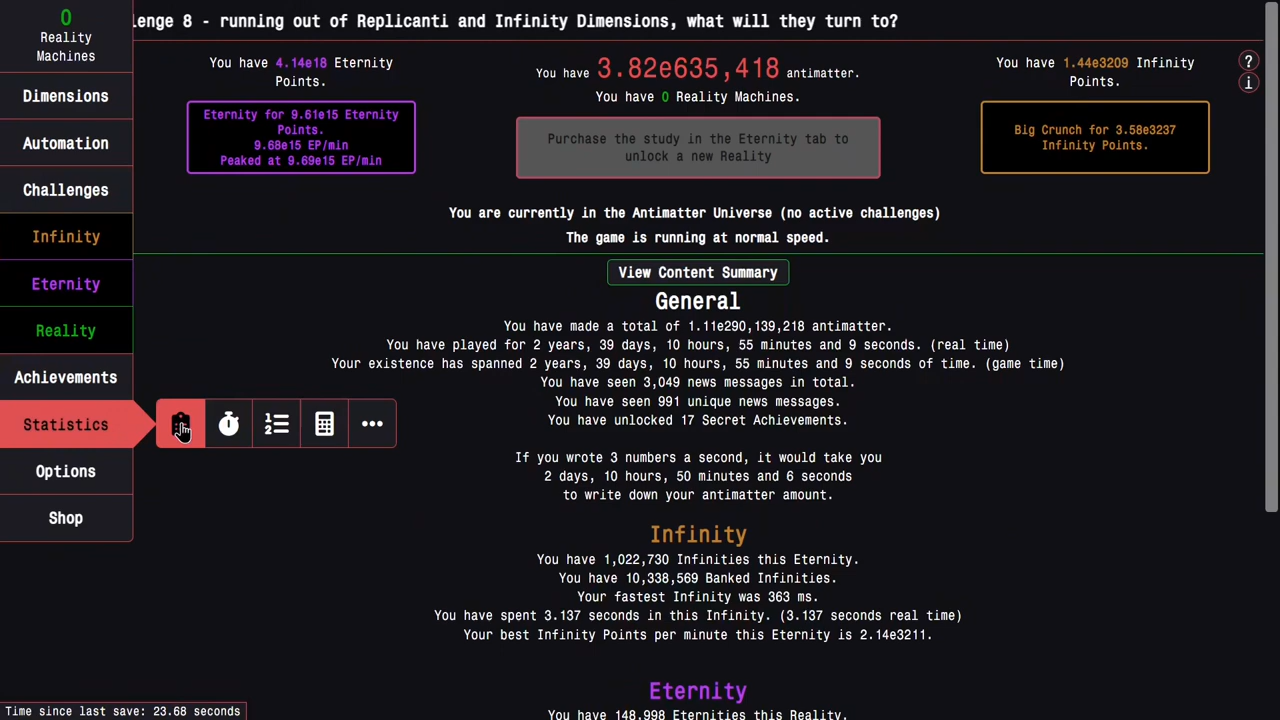 lenge 8 - running out of Replicanti and Infinity Dimensions, what will they turn to?
0
Reality
Machines
Dimensions
Automation
Challenges
Infinity
Eternity
Reality
Achievements
Statistics
Options
Shop
You have 4.14e18 Eternity
Points.
Eternity for 9.61e15 Eternity
Points.
9.68e15 EP/min
Peaked at 9.69e15 EP/min
You have 3.82e635,418 antimatter.
You have 0 Reality Machines.
Purchase the study in the Eternity tab to
unlock a new Reality
You have 1.44e3209 Infinity
Points.
Big Crunch for 3.58e3237
Infinity Points.
?
i
You are currently in the Antimatter Universe (no active challenges)
The game is running at normal speed.
View Content Summary
General
You have made a total of 1.11e290,139,218 antimatter.
You have played for 2 years, 39 days, 10 hours, 55 minutes and 9 seconds. (real time)
Your existence has spanned 2 years, 39 days, 10 hours, 55 minutes and 9 seconds of time. (game time)
You have seen 3,049 news messages in total.
You have seen 991 unique news messages.
You have unlocked 17 Secret Achievements.
If you wrote 3 numbers a second, it would take you
2 days, 10 hours, 50 minutes and 6 seconds
to write down your antimatter amount.
Infinity
You have 1,022,730 Infinities this Eternity.
You have 10,338,569 Banked Infinities.
Your fastest Infinity was 363 ms.
You have spent 3.137 seconds in this Infinity. (3.137 seconds real time)
Your best Infinity Points per minute this Eternity is 2.14e3211.
Eternity
You have 148,998 Eternities this Reality.
Time since last save: 23.68 seconds